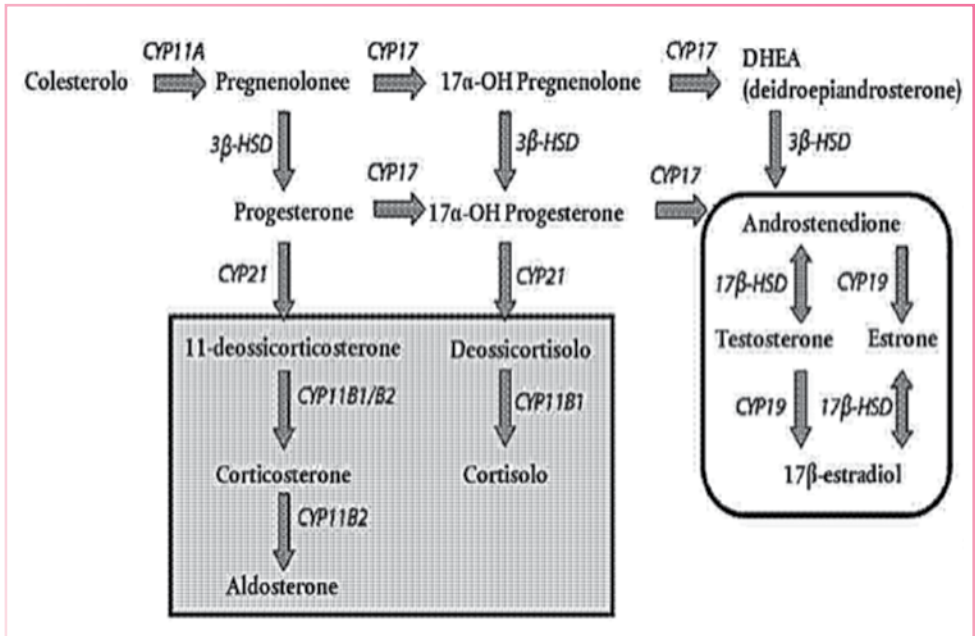 CYP11A
CYP17
CYP17
Colesterolo
Pregnenolonee
17α-OH Pregnenolone
DHEA
(deidroepiandrosterone)
3β-HSD
3β-HSD
3β-HSD
CYP17
CYP17
Progesterone
17α-OH Progesterone
Androstenedione
CYP21
CYP21
17β-HSD
CYP19
11-deossicorticosterone
Deossicortisolo
Testosterone
Estrone
CYP11B1/B2
CYP11B1
CYP19
17β-HSD
Corticosterone
Cortisolo
17β-estradiol
CYP11B2
Aldosterone